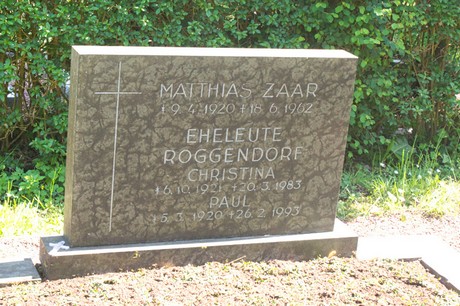 MATTHIAS ZAAR
*9.4.1920 †18.6.1962
EHELEUTE
ROGGENDORF
CHRISTINA
*6.10.1921 †20.3.1983
PAUL
*5.3.1920 †26.2.1993